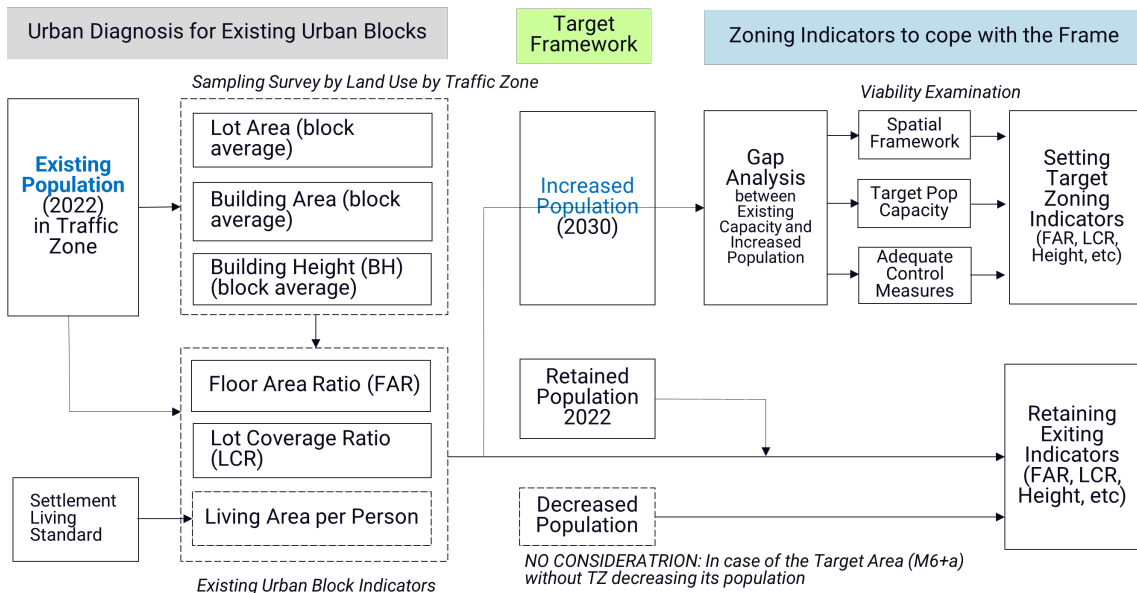 Urban Diagnosis for Existing Urban Blocks
Target
Framework
Zoning Indicators to cope with the Frame
Sampling Survey by Land Use by Traffic Zone
Existing
Population
(2022)
in Traffic
Zone
Lot Area (block
average)
Building Area (block
average)
Building Height (BH)
(block average)
Floor Area Ratio (FAR)
Lot Coverage Ratio
(LCR)
Living Area per Person
Settlement
Living
Standard
Existing Urban Block Indicators
Increased
Population
(2030)
Retained
Population
2022
Decreased
Population
NO CONSIDERATRION: In case of the Target Area (M6+a)
without TZ decreasing its population
Gap
Analysis
between
Existing
Capacity and
Increased
Population
Viability Examination
Spatial
Framework
Target Pop
Capacity
Adequate
Control
Measures
Setting
Target
Zoning
Indicators
(FAR, LCR,
Height, etc)
Retaining
Exiting
Indicators
(FAR, LCR,
Height, etc)